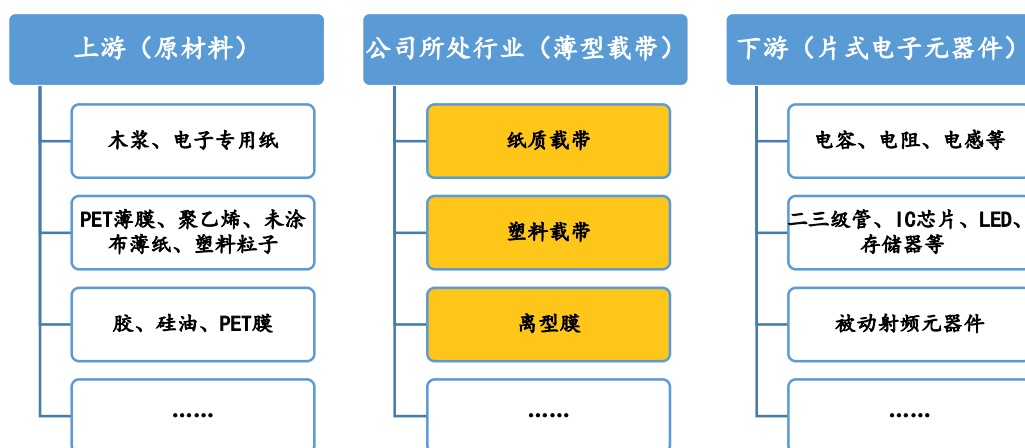 上游（原材料）
木浆、电子专用纸
PET薄膜、聚乙烯、未涂
布薄纸、塑料粒子
胶、硅油、PET膜
……
公司所处行业（薄型载带）
纸质载带
塑料载带
离型膜
……
下游（片式电子元器件）
电容、电阻、电感等
二三级管、IC芯片、LED、
存储器等
被动射频元器件
……